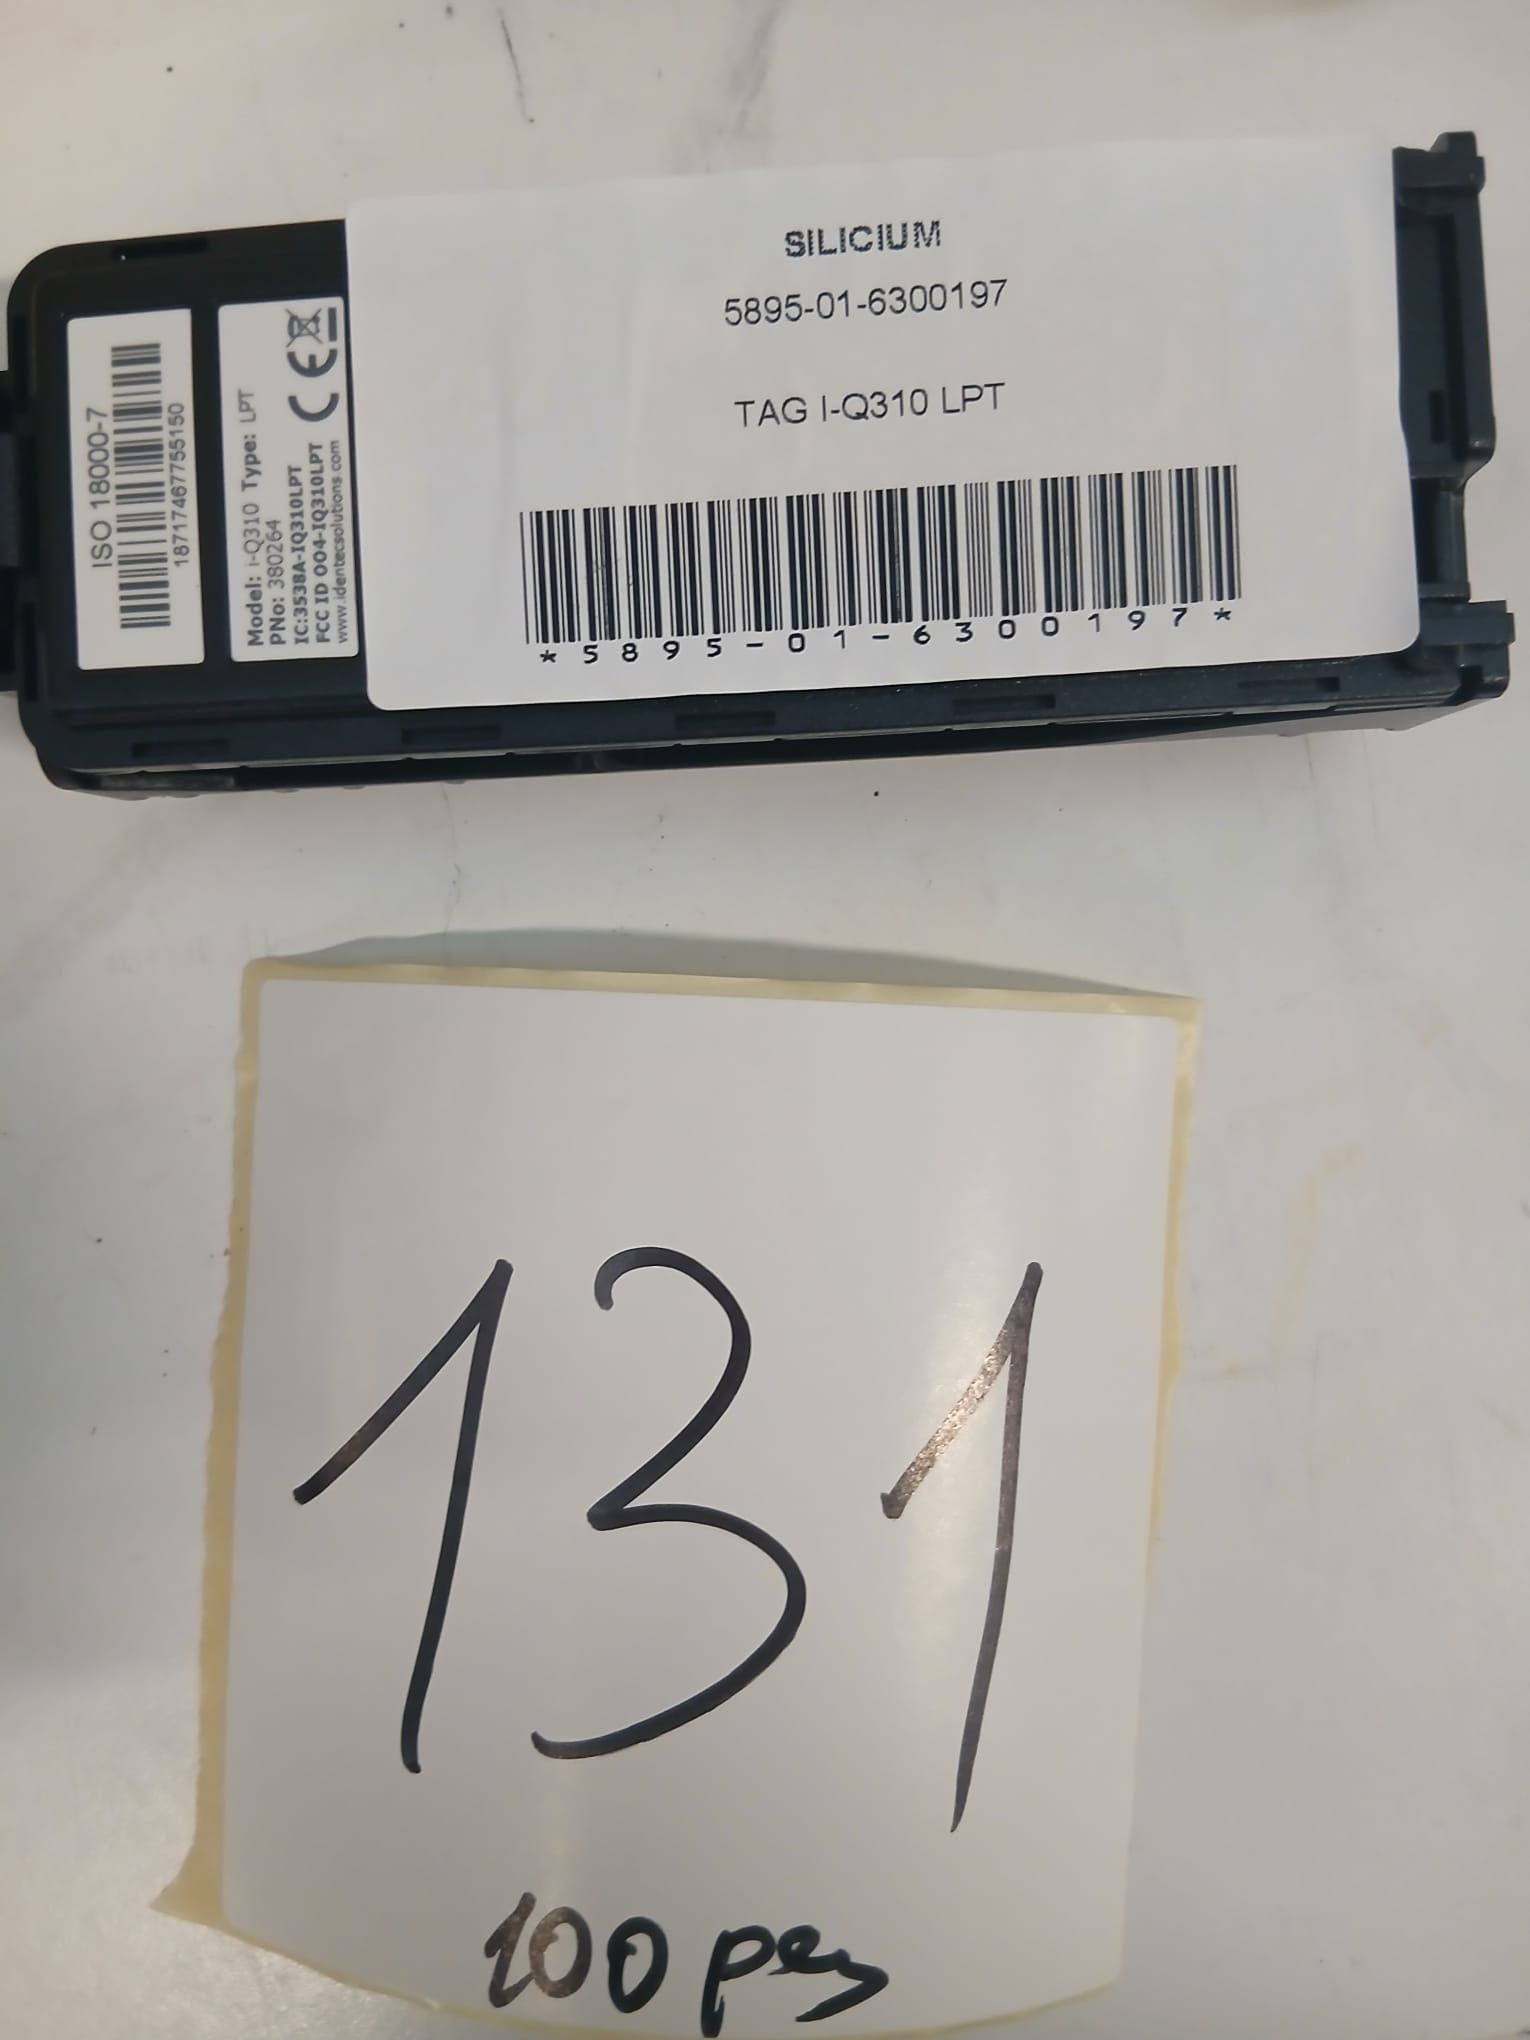 SILICIUM
5895-01-6300197
TAG I-Q310 LPT
*5895-01-6300197*
ISO 18000-7
18717467755150
Model: i-Q310 Type: LPT
PNo: 380264
IC:3538A-IQ310LPT
FCC ID OO4-IQ310LPT
www.identecsolutions.com
CE
131
100 pcs